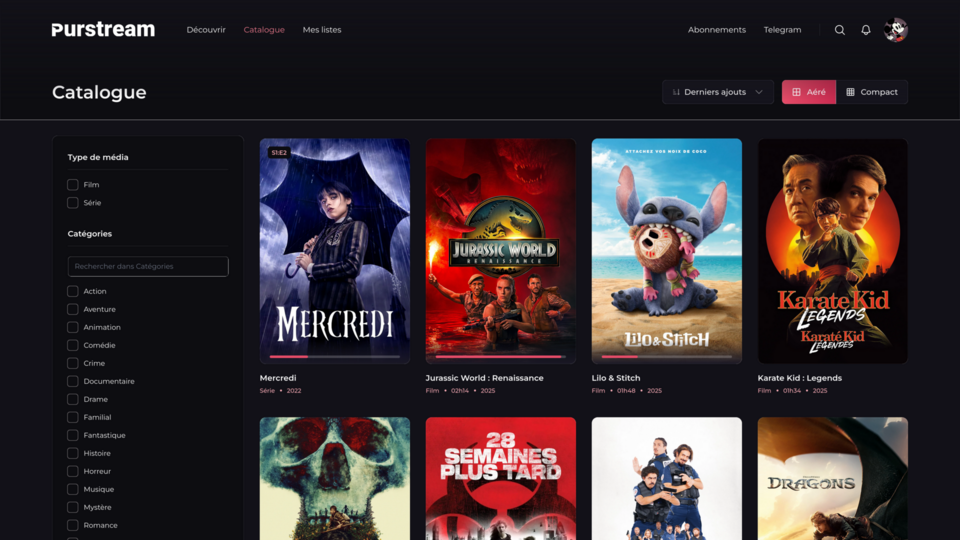 Purstream
Découvrir
Catalogue
Mes listes
Abonnements
Telegram
Catalogue
Derniers ajouts
Aéré
Compact
Type de média
Film
Série
Catégories
Rechercher dans Catégories
Action
Aventure
Animation
Comédie
Crime
Documentaire
Drame
Familial
Fantastique
Histoire
Horreur
Musique
Mystère
Romance
S1:E2
MERCREDI
Mercredi
Série • 2022
JURASSIC WORLD
RENAISSANCE
Jurassic World : Renaissance
Film • 02h14 • 2025
ATTACHEZ VOS NOIX DE COCO
LILO & STITCH
Lilo & Stitch
Film • 01h48 • 2025
Karate Kid
LEGENDS
Karaté Kid
LEGENDES
Karate Kid : Legends
Film • 01h34 • 2025
28
SEMAINES
PLUS TARD
DRAGONS